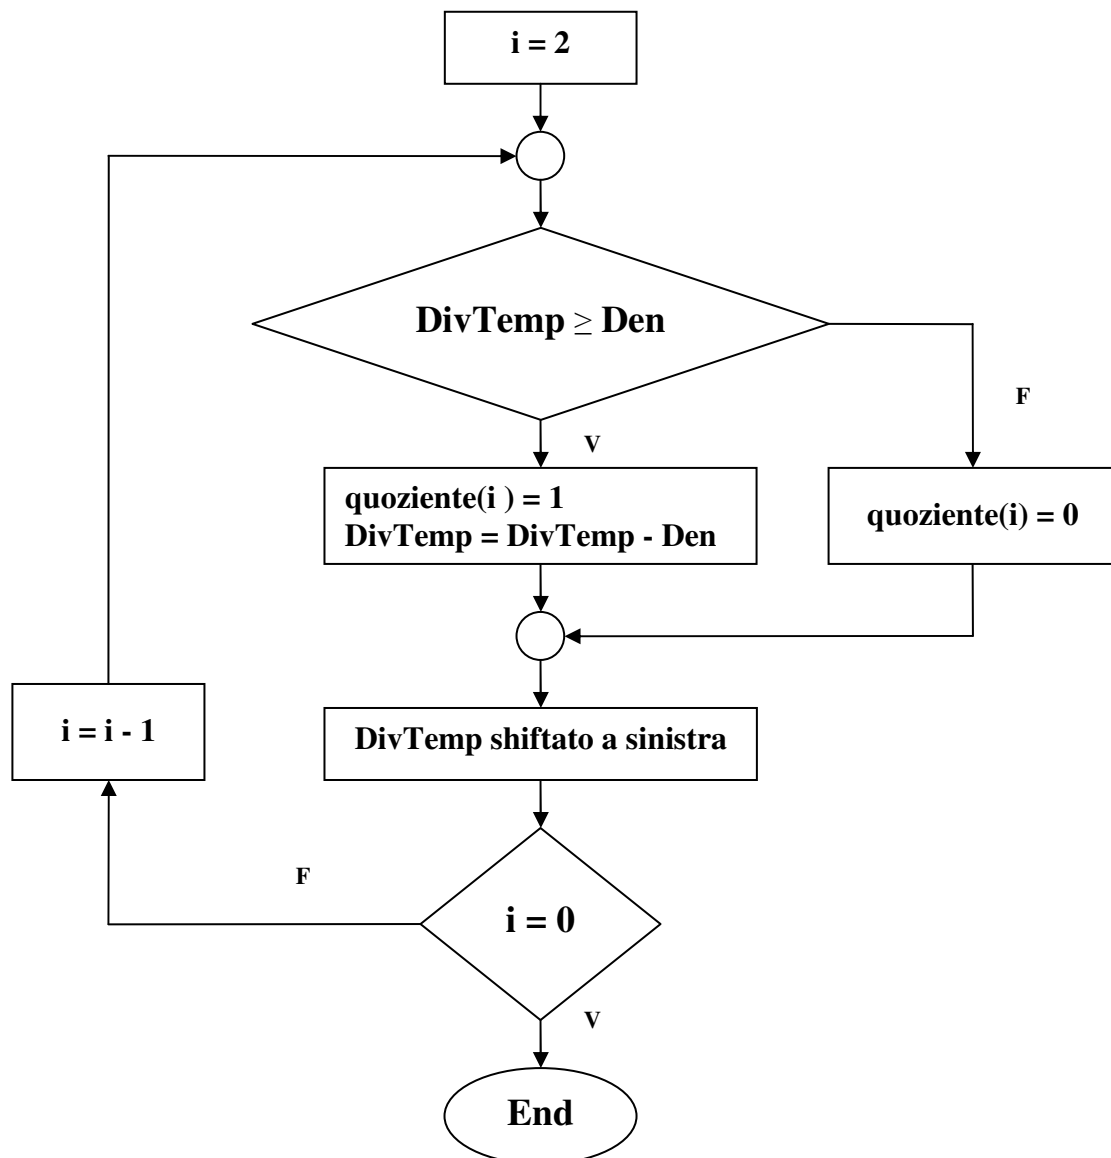 i = 2
DivTemp ≥ Den
F
V
quoziente(i ) = 1
DivTemp = DivTemp - Den
quoziente(i) = 0
i = i - 1
DivTemp shiftato a sinistra
F
i = 0
V
End